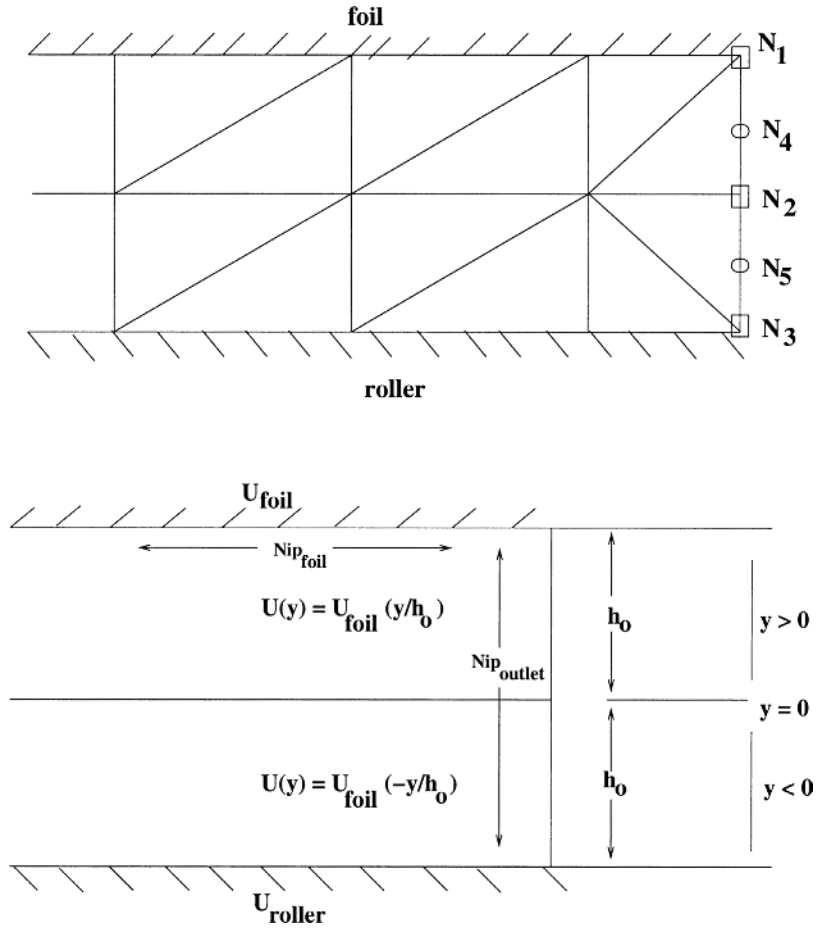 foil
N1
N4
N2
N5
N3
roller
Ufoil
Nipfoil
U(y) = Ufoil (y/ho)
ho
y > 0
Nipoutlet
y = 0
U(y) = Ufoil (-y/ho)
ho
y < 0
Uroller